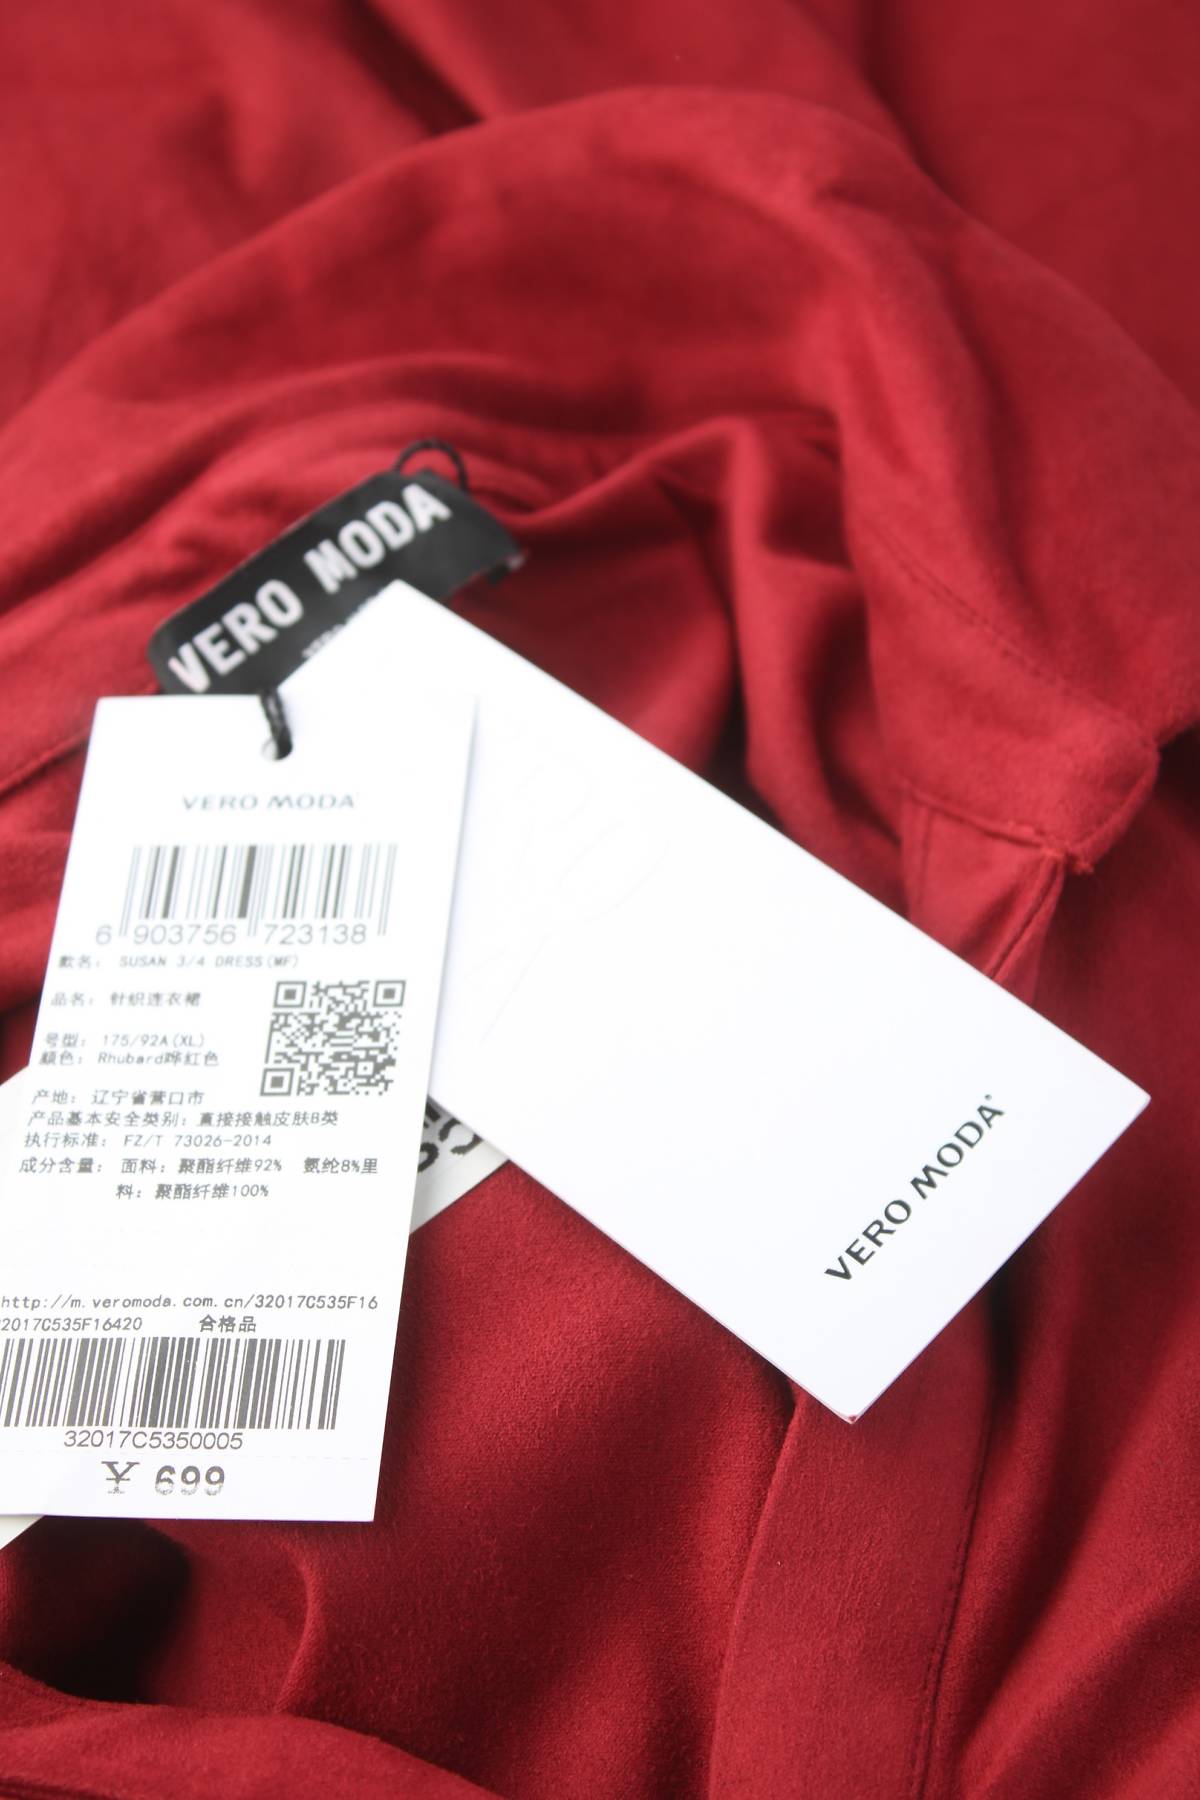 VERO MODA
VERO MODA
6 903756 723138
款名： SUSAN 3/4 DRESS(MF)
品名： 针织连衣裙
号型： 175/92A(XL)
颜色： Rhubard晔红色
产地： 辽宁省营口市
产品基本安全类别： 直接接触皮肤B类
执行标准： FZ/T 73026-2014
成分含量： 面料：聚酯纤维92% 氨纶8%里
料：聚酯纤维100%
http://m.veromoda.com.cn/32017C535F16
2017C535F16420 合格品
32017C5350005
¥ 699
VERO MODA